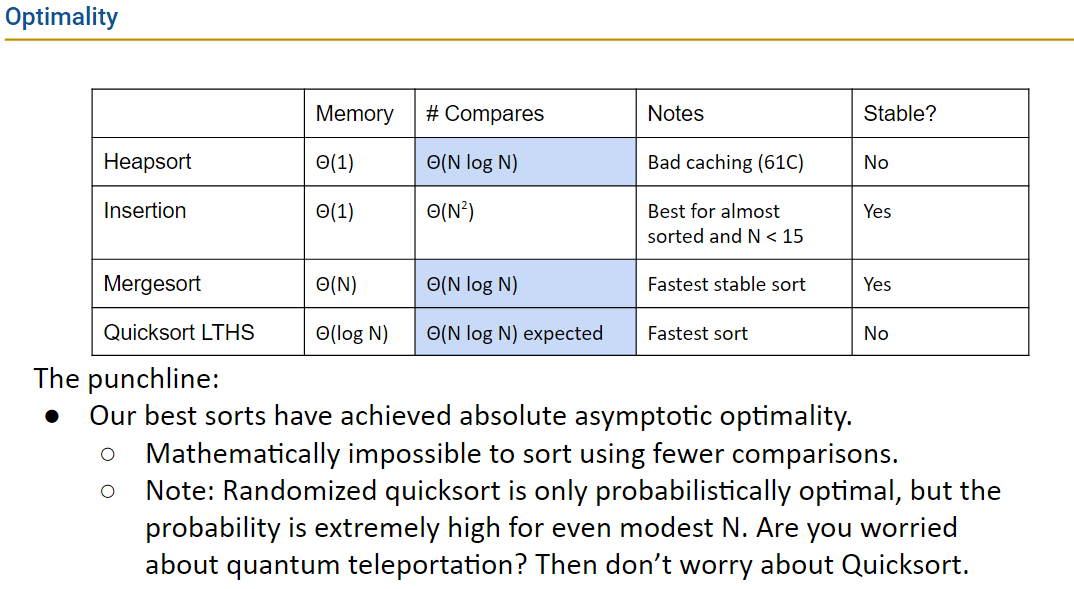 Optimality
Memory # Compares Notes Stable?
Heapsort Θ(1) Θ(N log N) Bad caching (61C) No
Insertion Θ(1) Θ(N²) Best for almost Yes
sorted and N < 15
Mergesort Θ(N) Θ(N log N) Fastest stable sort Yes
Quicksort LTHS Θ(log N) Θ(N log N) expected Fastest sort No
The punchline:
● Our best sorts have achieved absolute asymptotic optimality.
○ Mathematically impossible to sort using fewer comparisons.
○ Note: Randomized quicksort is only probabilistically optimal, but the
probability is extremely high for even modest N. Are you worried
about quantum teleportation? Then don’t worry about Quicksort.